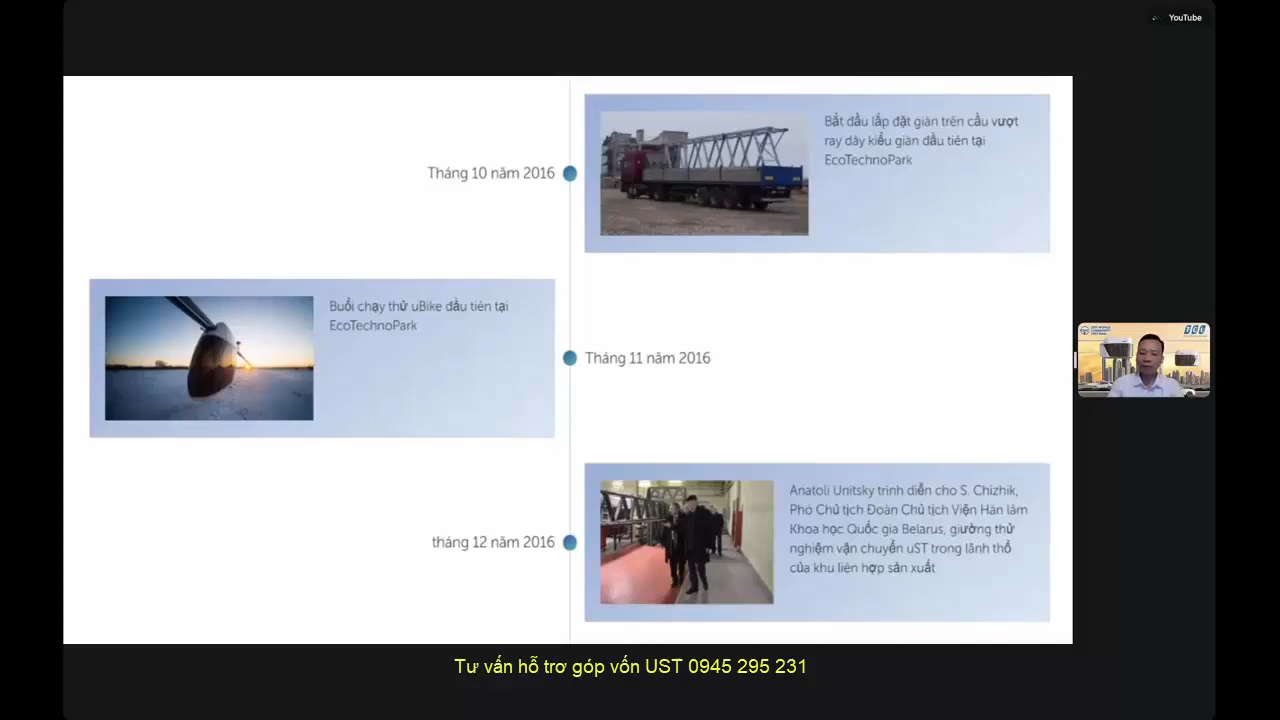 YouTube
Tháng 10 năm 2016
Bắt đầu lắp đặt giàn trên cầu vượt
ray dây kiểu giàn đầu tiên tại
EcoTechnoPark
Buổi chạy thử uBike đầu tiên tại
EcoTechnoPark
Tháng 11 năm 2016
tháng 12 năm 2016
Anatoli Unitsky trình diễn cho S. Chizhik,
Phó Chủ tịch Đoàn Chủ tịch Viện Hàn lâm
Khoa học Quốc gia Belarus, giường thử
nghiệm vận chuyển uST trong lãnh thổ
của khu liên hợp sản xuất
Tư vấn hỗ trơ góp vốn UST 0945 295 231